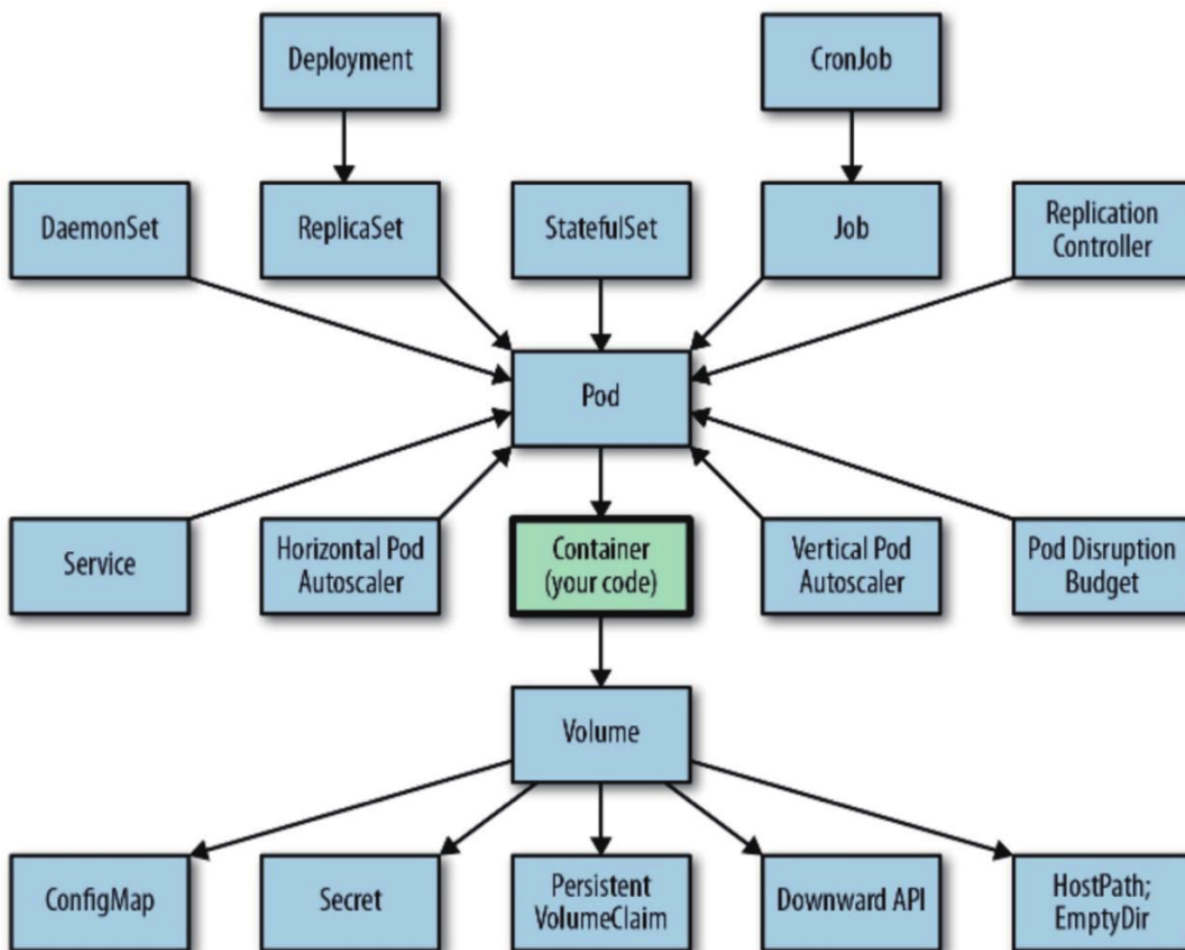 Deployment
CronJob
DaemonSet
ReplicaSet
StatefulSet
Job
Replication
Controller
Pod
Service
Horizontal Pod
Autoscaler
Container
(your code)
Vertical Pod
Autoscaler
Pod Disruption
Budget
Volume
ConfigMap
Secret
Persistent
VolumeClaim
Downward API
HostPath;
EmptyDir